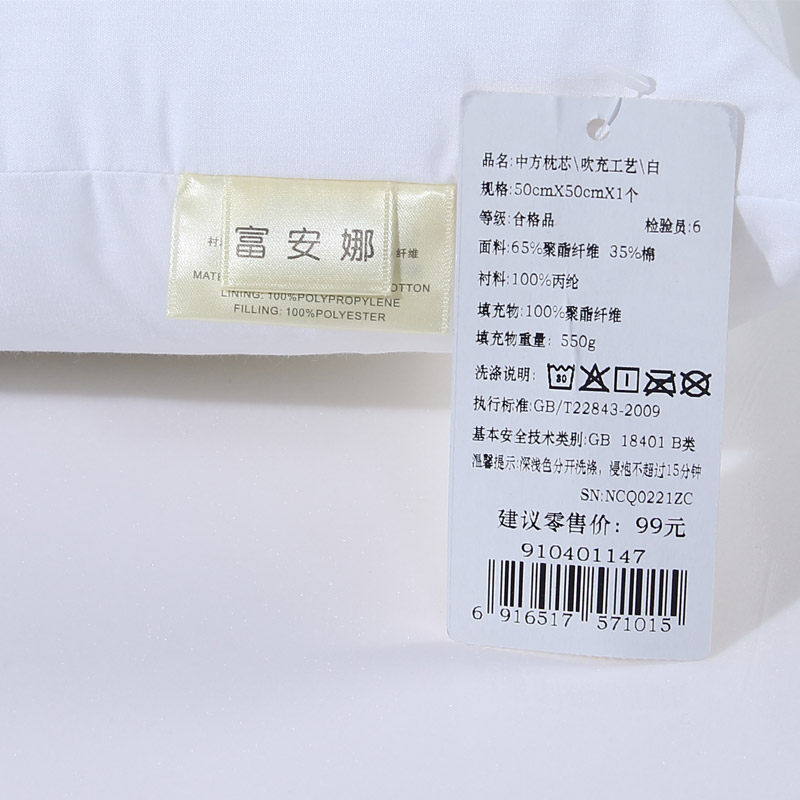 富安娜
衬
纤维
MATE
OTTON
LINING: 100%POLYPROPYLENE
FILLING: 100%POLYESTER
品名:中方枕芯\吹充工艺\白
规格:50cmX50cmX1个
等级:合格品 检验员:6
面料:65%聚酯纤维 35%棉
衬料:100%丙纶
填充物:100%聚酯纤维
填充物重量: 550g
洗涤说明: 30
执行标准:GB/T22843-2009
基本安全技术类别:GB 18401 B类
温馨提示:深浅色分开洗涤, 浸泡不超过15分钟
SN:NCQ0221ZC
建议零售价: 99元
910401147
6 916517 571015